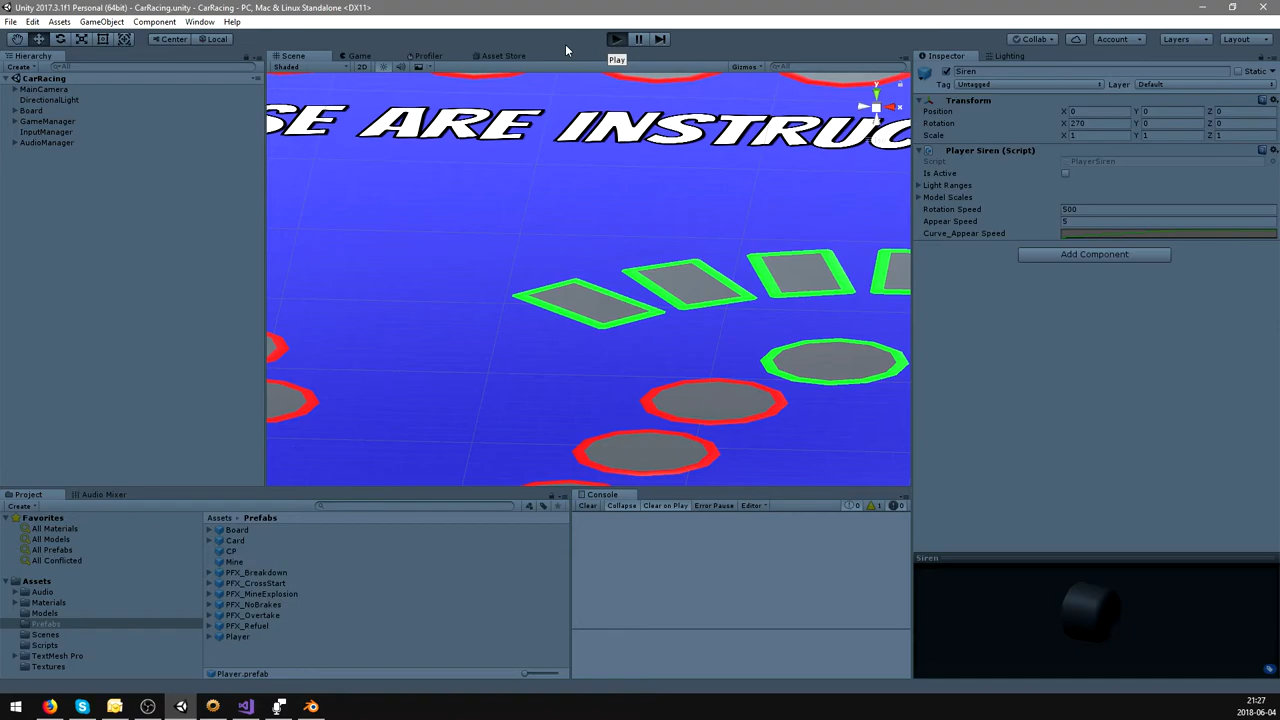 Unity 2017.3.1f1 Personal (64bit) - CarRacing.unity - CarRacing - PC, Mac & Linux Standalone <DX11>
File Edit Assets GameObject Component Window Help
Center Local Collab Account Layers Layout
Play
Hierarchy
Create All
CarRacing
MainCamera
DirectionalLight
Board
GameManager
InputManager
AudioManager
Scene Game Profiler Asset Store
Shaded 2D Gizmos All
y
x
SE ARE INSTRUC
Inspector Lighting
Siren Static
Tag Untagged Layer Default
Transform
Position X 0 Y 0 Z 0
Rotation X 270 Y 0 Z 0
Scale X 1 Y 1 Z 1
Player Siren (Script)
Script PlayerSiren
Is Active
Light Ranges
Model Scales
Rotation Speed 500
Appear Speed 5
Curve_Appear Speed
Add Component
Siren
Project Audio Mixer
Create
Favorites
All Materials
All Models
All Prefabs
All Conflicted
Assets
Audio
Materials
Models
Prefabs
Scenes
Scripts
TextMesh Pro
Textures
Assets Prefabs
Board
Card
CP
Mine
PFX_Breakdown
PFX_CrossStart
PFX_MineExplosion
PFX_NoBrakes
PFX_Overtake
PFX_Refuel
Player
Player.prefab
Console
Clear Collapse Clear on Play Error Pause Editor 0 1 0
21:27
2018-06-04